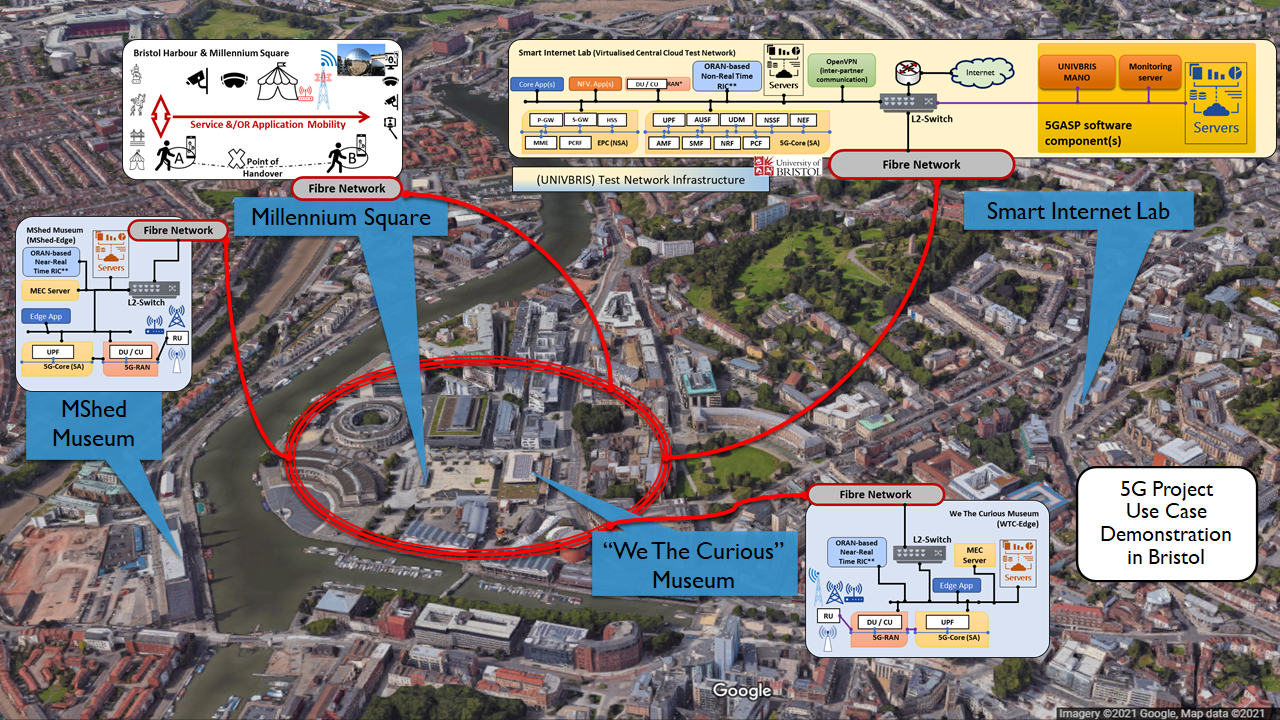 Bristol Harbour & Millennium Square
A
B
Service &/OR Application Mobility
Point of
Handover
Fibre Network
Smart Internet Lab (Virtualised Central Cloud Test Network)
Core App(s)
NFV. App(s)
DU / CU
RAN*
ORAN-based
Non-Real Time
RIC**
Servers
OpenVPN
(inter-partner
communication)
Internet
L2-Switch
P-GW
S-GW
HSS
MME
PCRF
EPC (NSA)
UPF
AUSF
UDM
NSSF
NEF
AMF
SMF
NRF
PCF
5G-Core (SA)
UNIVBRIS
MANO
Monitoring
server
5GASP software
component(s)
Servers
(UNIVBRIS) Test Network Infrastructure
University of
BRISTOL
Fibre Network
Millennium Square
Smart Internet Lab
MShed Museum
(MShed-Edge)
Fibre Network
ORAN-based
Near-Real
Time RIC**
Servers
MEC Server
L2-Switch
Edge App
RU
UPF
5G-Core (SA)
DU / CU
5G-RAN
MShed
Museum
Fibre Network
"We The Curious"
Museum
We The Curious Museum
(WTC-Edge)
ORAN-based
Near-Real
Time RIC**
L2-Switch
MEC
Server
Servers
Edge App
RU
DU / CU
5G-RAN
UPF
5G-Core (SA)
5G Project
Use Case
Demonstration
in Bristol
Google
Imagery ©2021 Google, Map data ©2021